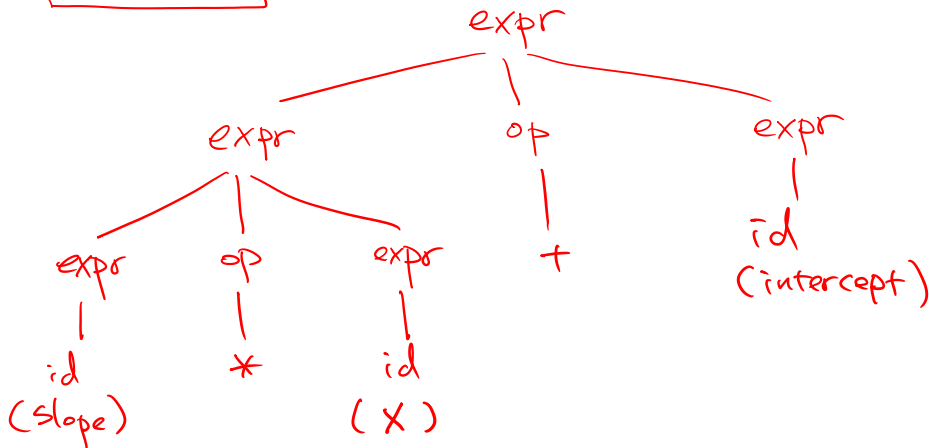 expr
expr op expr
expr op expr + id
(intercept)
id * id
(slope) (X)